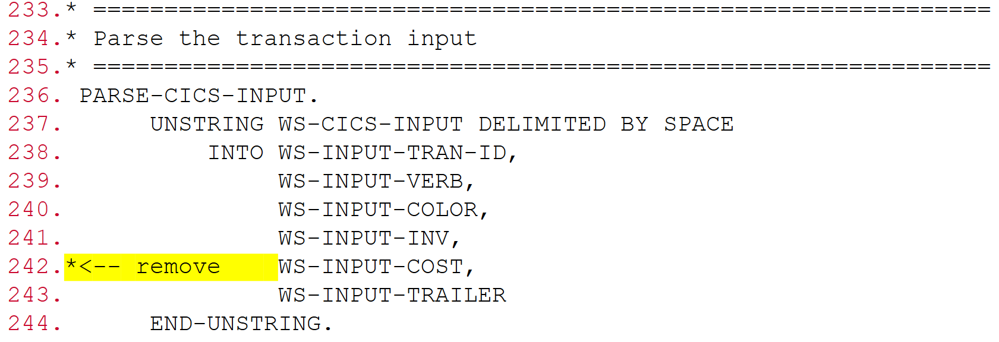 233.* ===============================================================
234.* Parse the transaction input
235.* ===============================================================
236. PARSE-CICS-INPUT.
237.      UNSTRING WS-CICS-INPUT DELIMITED BY SPACE
238.          INTO WS-INPUT-TRAN-ID,
239.               WS-INPUT-VERB,
240.               WS-INPUT-COLOR,
241.               WS-INPUT-INV,
242.*<-- remove    WS-INPUT-COST,
243.               WS-INPUT-TRAILER
244.      END-UNSTRING.